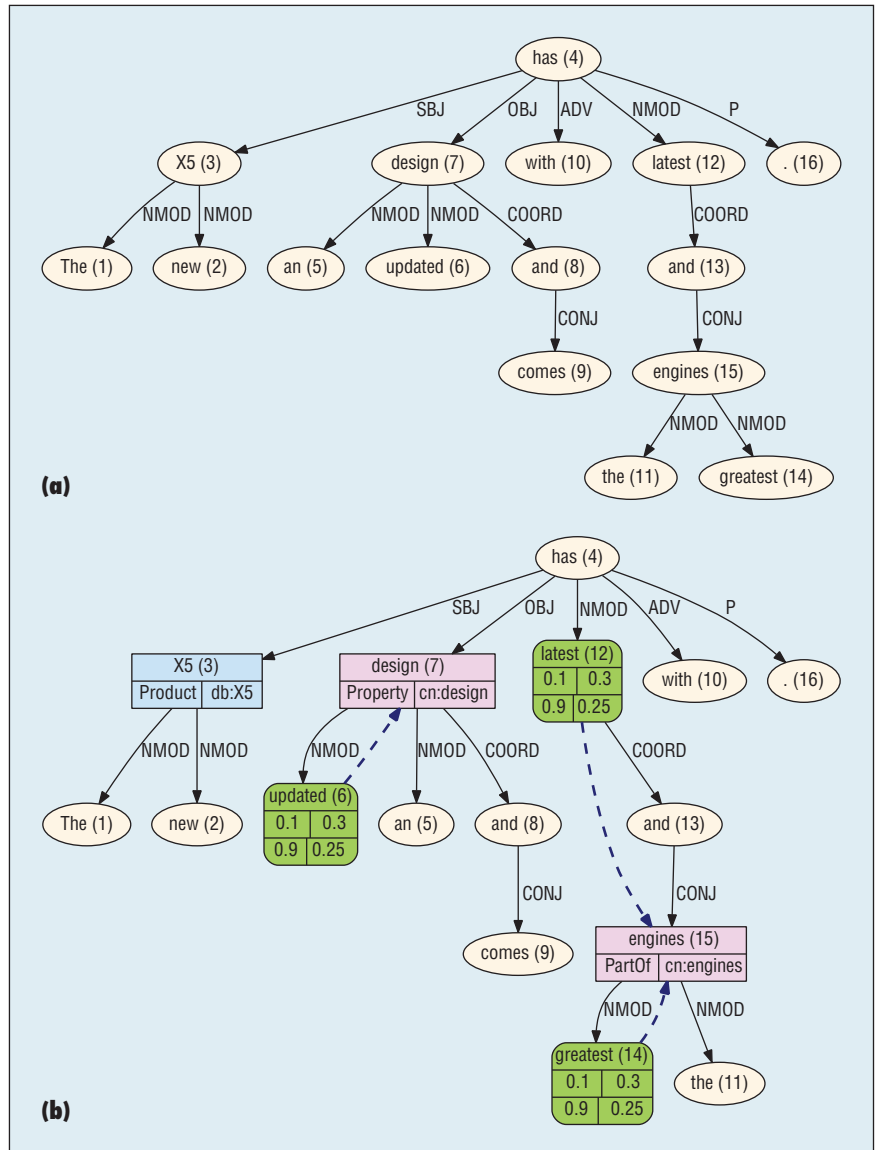 has (4)
SBJ OBJ ADV NMOD P
X5 (3) design (7) with (10) latest (12) . (16)
NMOD NMOD NMOD NMOD COORD COORD
The (1) new (2) an (5) updated (6) and (8) and (13)
CONJ CONJ
comes (9) engines (15)
NMOD NMOD
the (11) greatest (14)
(a)
has (4)
SBJ OBJ NMOD ADV P
X5 (3) design (7) latest (12)
Product db:X5 Property cn:design 0.1 0.3 with (10) . (16)
0.9 0.25
NMOD NMOD NMOD NMOD COORD COORD
updated (6)
The (1) new (2) 0.1 0.3 an (5) and (8) and (13)
0.9 0.25
CONJ CONJ
engines (15)
comes (9) PartOf cn:engines
NMOD NMOD
greatest (14)
0.1 0.3 the (11)
0.9 0.25
(b)